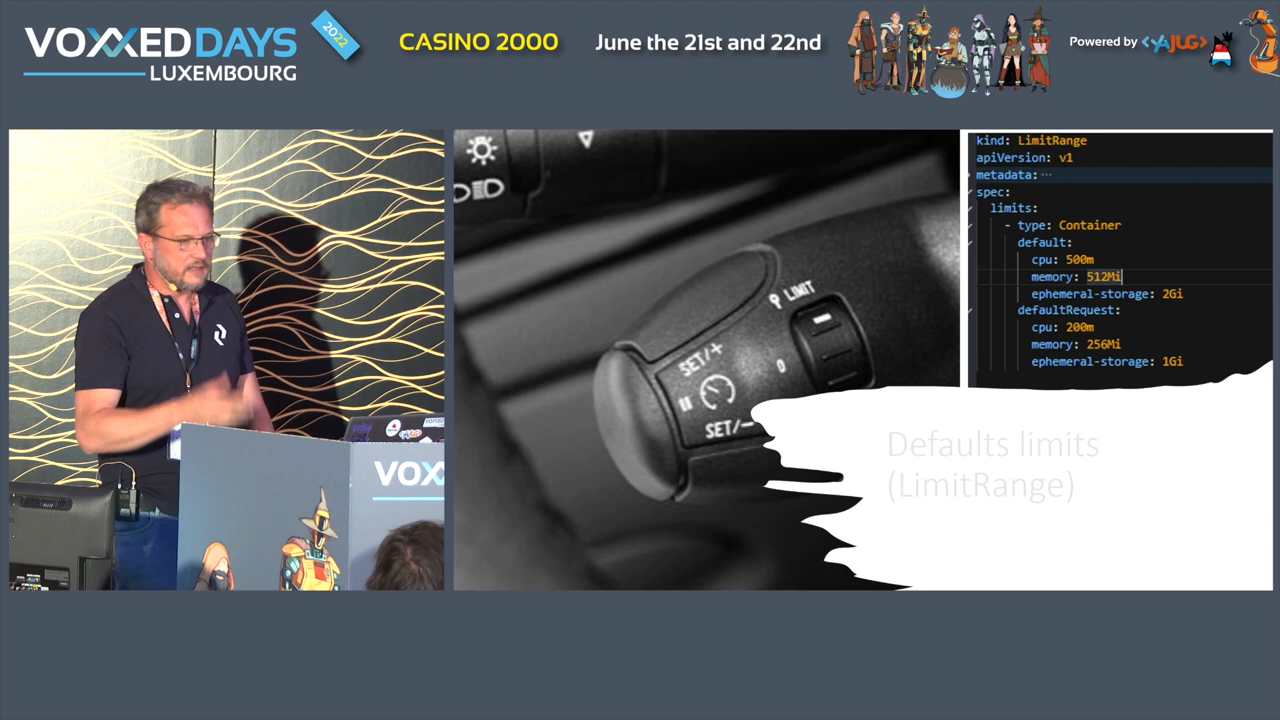 VOXXEDDAYS
LUXEMBOURG
2022
CASINO 2000
June the 21st and 22nd
Powered by <YAJUG>
VOX
LIMIT
SET/+
0
SET/–
kind: LimitRange
apiVersion: v1
metadata: ...
spec:
limits:
- type: Container
default:
cpu: 500m
memory: 512Mi
ephemeral-storage: 2Gi
defaultRequest:
cpu: 200m
memory: 256Mi
ephemeral-storage: 1Gi
Defaults limits
(LimitRange)